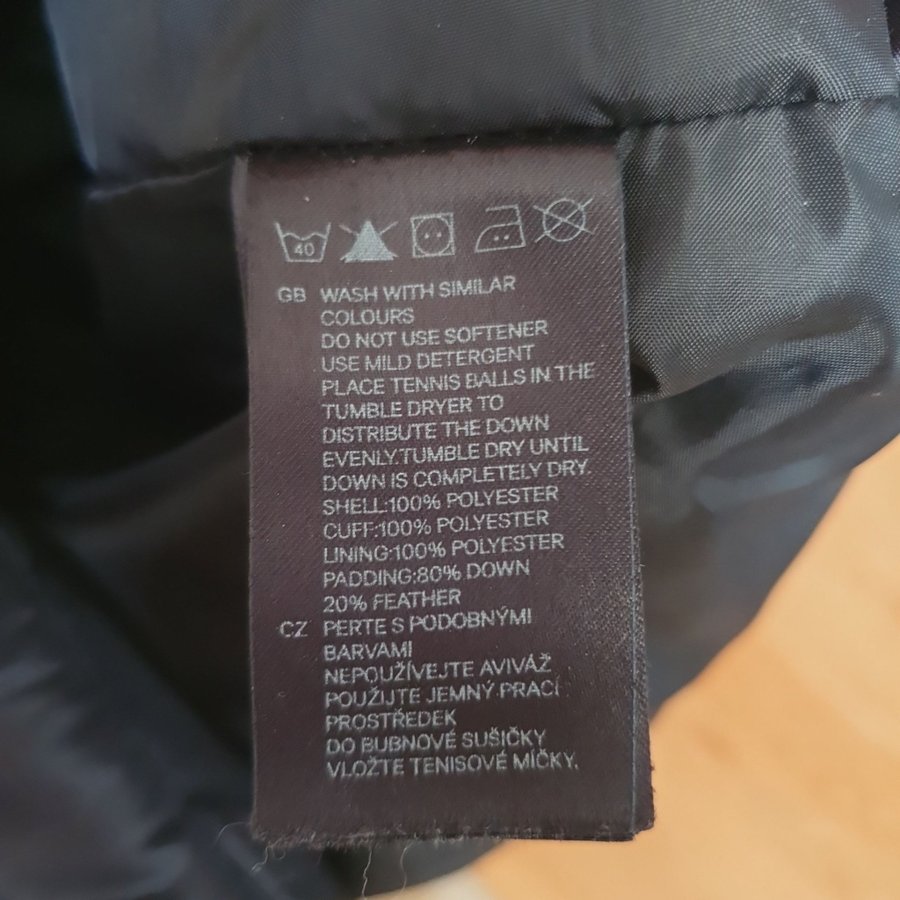 40
GB WASH WITH SIMILAR
COLOURS
DO NOT USE SOFTENER
USE MILD DETERGENT
PLACE TENNIS BALLS IN THE
TUMBLE DRYER TO
DISTRIBUTE THE DOWN
EVENLY.TUMBLE DRY UNTIL
DOWN IS COMPLETELY DRY.
SHELL:100% POLYESTER
CUFF:100% POLYESTER
LINING:100% POLYESTER
PADDING:80% DOWN
20% FEATHER
CZ PERTE S PODOBNÝMI
BARVAMI
NEPOUŽÍVEJTE AVIVÁŽ
POUŽIJTE JEMNÝ PRACÍ
PROSTŘEDEK
DO BUBNOVÉ SUŠIČKY
VLOŽTE TENISOVÉ MÍČKY,